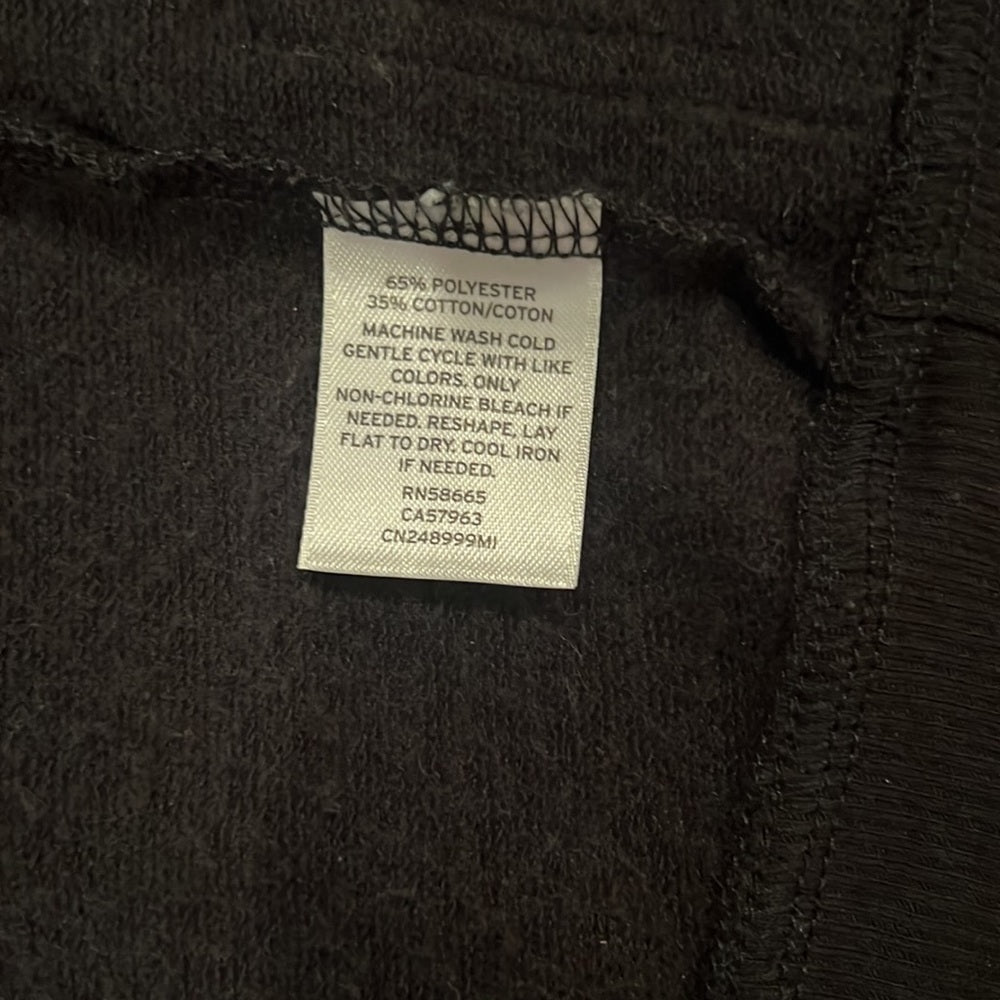 65% POLYESTER
35% COTTON/COTON
MACHINE WASH COLD
GENTLE CYCLE WITH LIKE
COLORS. ONLY
NON-CHLORINE BLEACH IF
NEEDED. RESHAPE, LAY
FLAT TO DRY. COOL IRON
IF NEEDED.
RN58665
CA57963
CN248999MI